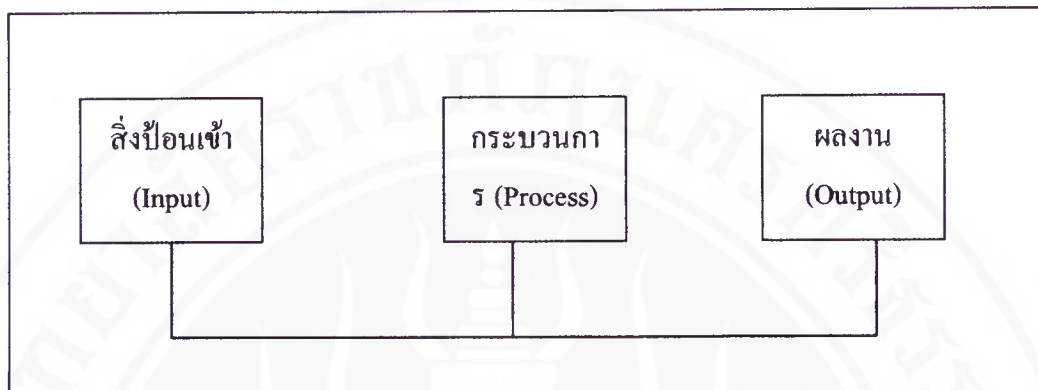 สิ่งป้อนเข้า
(Input)
กระบวนกา
ร (Process)
ผลงาน
(Output)